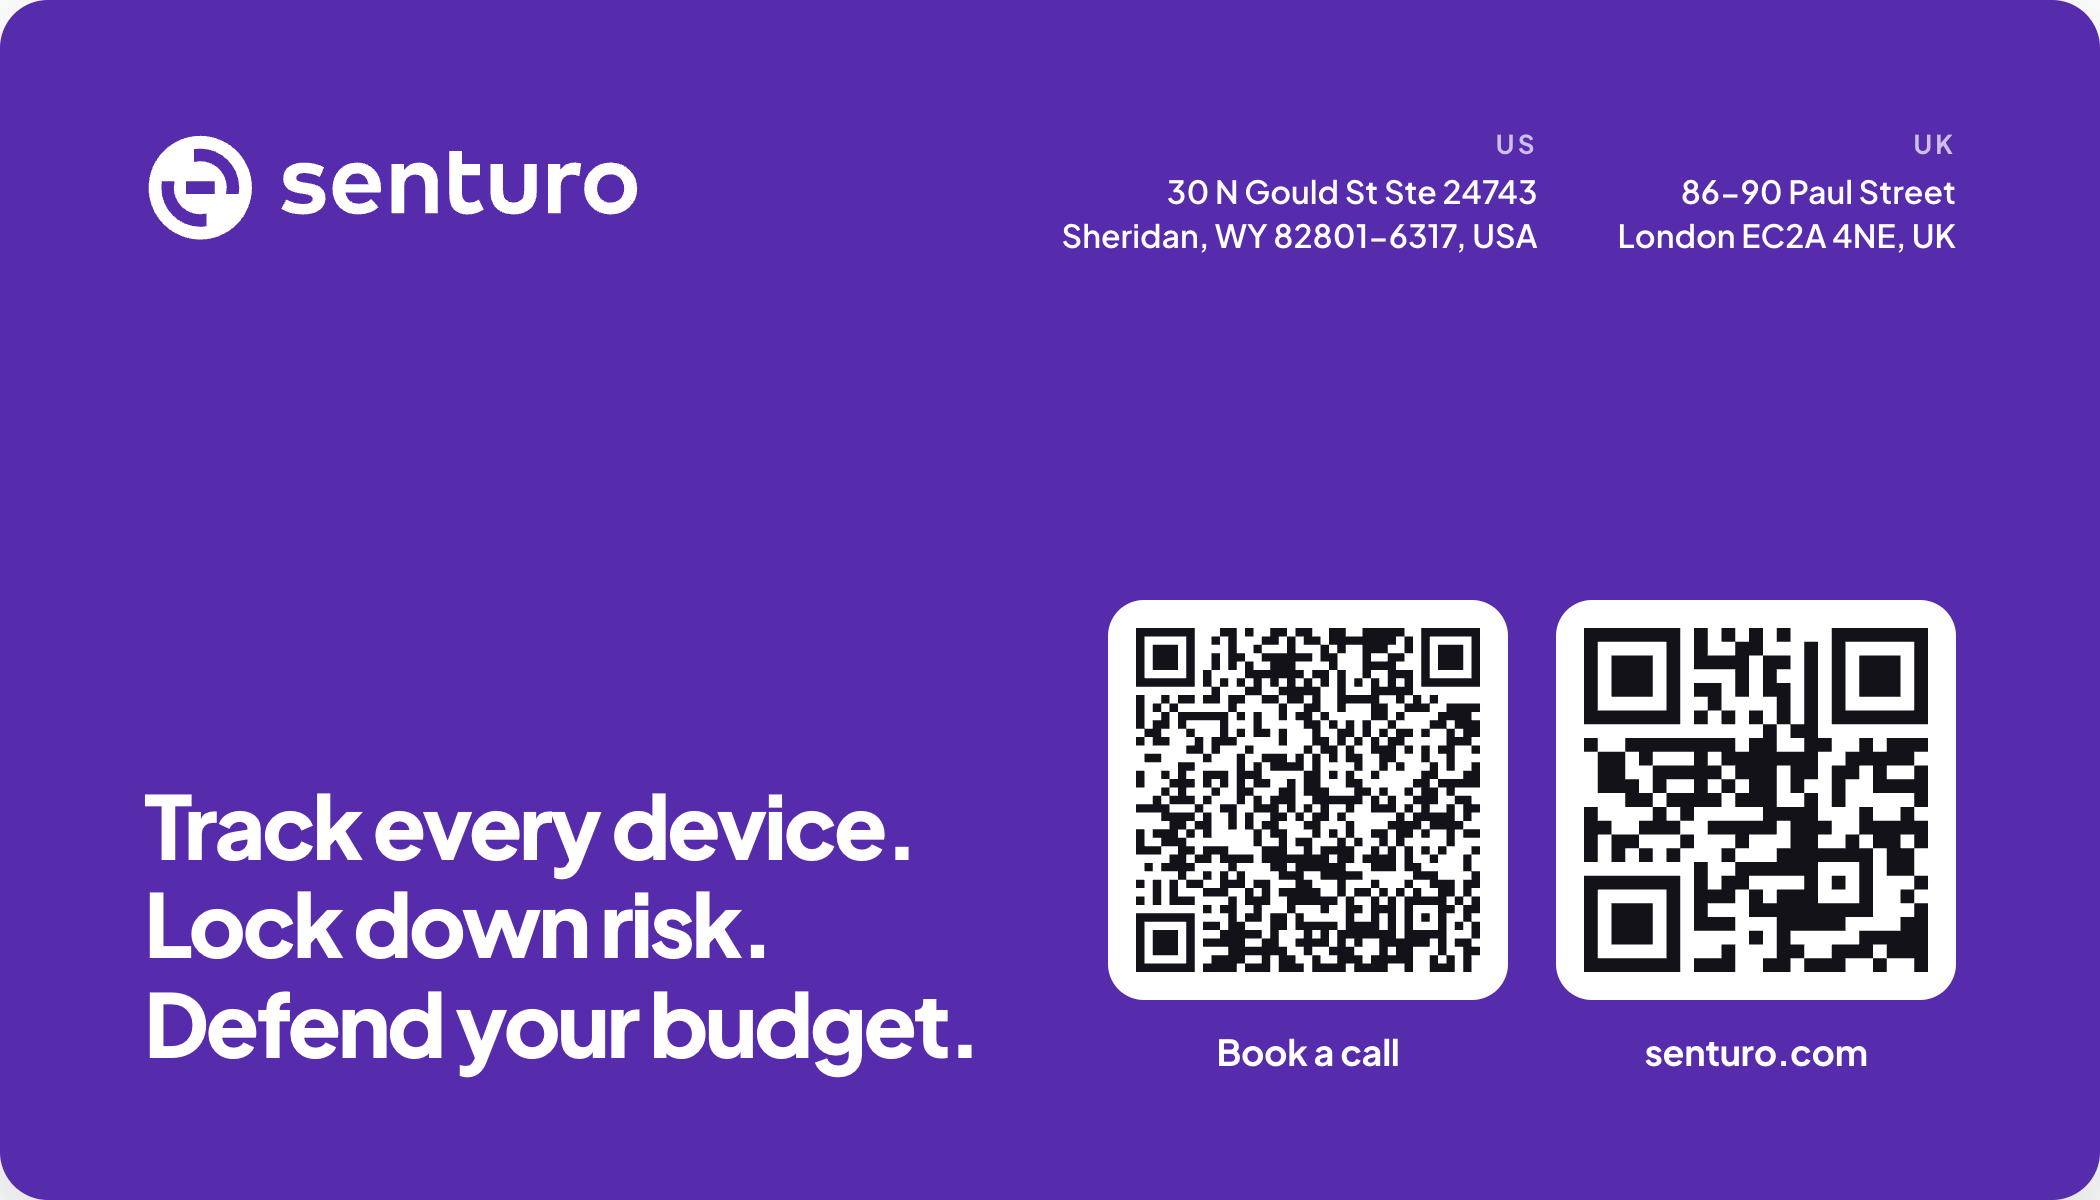 senturo
US
30 N Gould St Ste 24743
Sheridan, WY 82801-6317, USA
UK
86-90 Paul Street
London EC2A 4NE, UK
Track every device.
Lock down risk.
Defend your budget.
Book a call
senturo.com